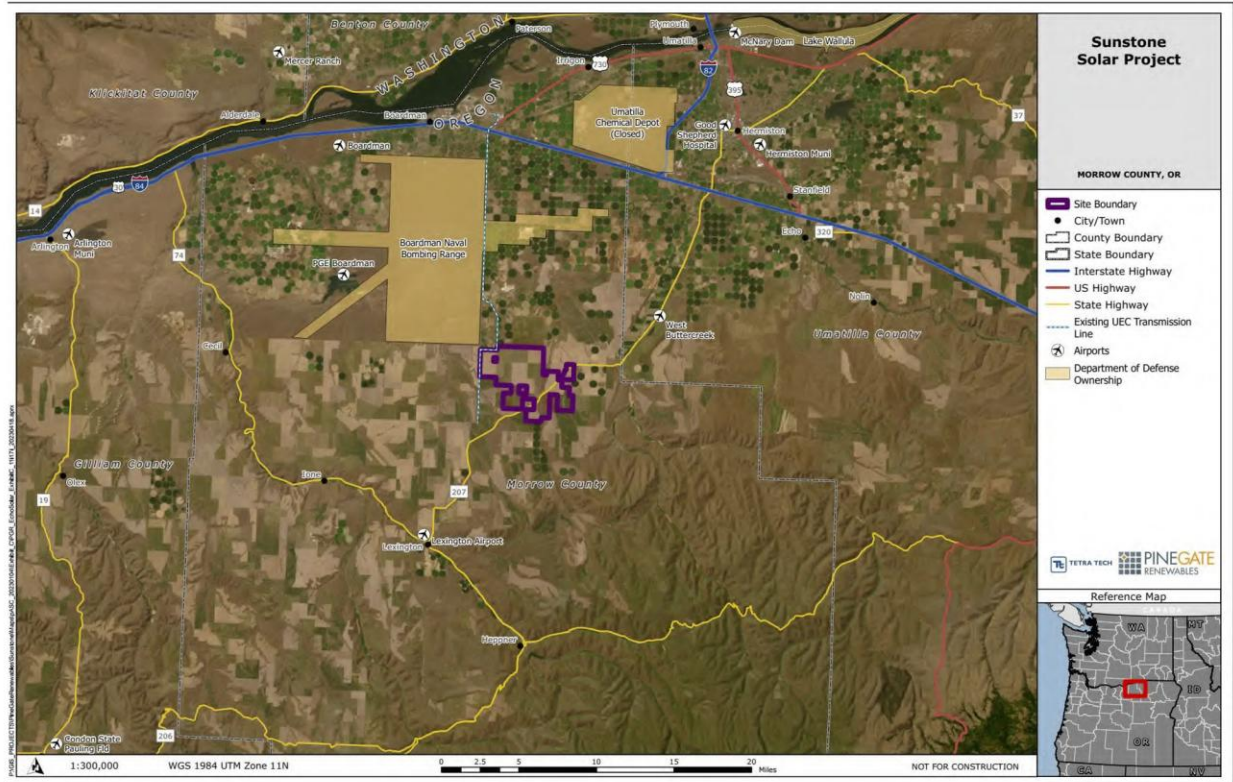 Benton County
Paterson
Plymouth
Umatilla
McNary Dam
Lake Wallula
Mercer Ranch
WASHINGTON
Irrigon
730
82
395
Klickitat County
OREGON
Umatilla
Chemical Depot
(Closed)
37
Alderdale
Boardman
Good
Shepherd
Hospital
Hermiston
Boardman
Hermiston Muni
30
84
14
Stanfield
Arlington
Arlington
Muni
74
Boardman Naval
Bombing Range
Echo
320
PGE Boardman
Nolin
West
Buttercreek
Umatilla County
Cecil
Gilliam County
Ione
Olex
207
Morrow County
19
Lexington
Lexington Airport
Heppner
206
Condon State
Pauling Fld
1:300,000
WGS 1984 UTM Zone 11N
0
2.5
5
10
15
20
Miles
NOT FOR CONSTRUCTION
Sunstone
Solar Project
MORROW COUNTY, OR
Site Boundary
City/Town
County Boundary
State Boundary
Interstate Highway
US Highway
State Highway
Existing UEC Transmission
Line
Airports
Department of Defense
Ownership
TETRA TECH
PINEGATE
RENEWABLES
Reference Map
CANADA
WA
MT
ID
OR
CA
NV